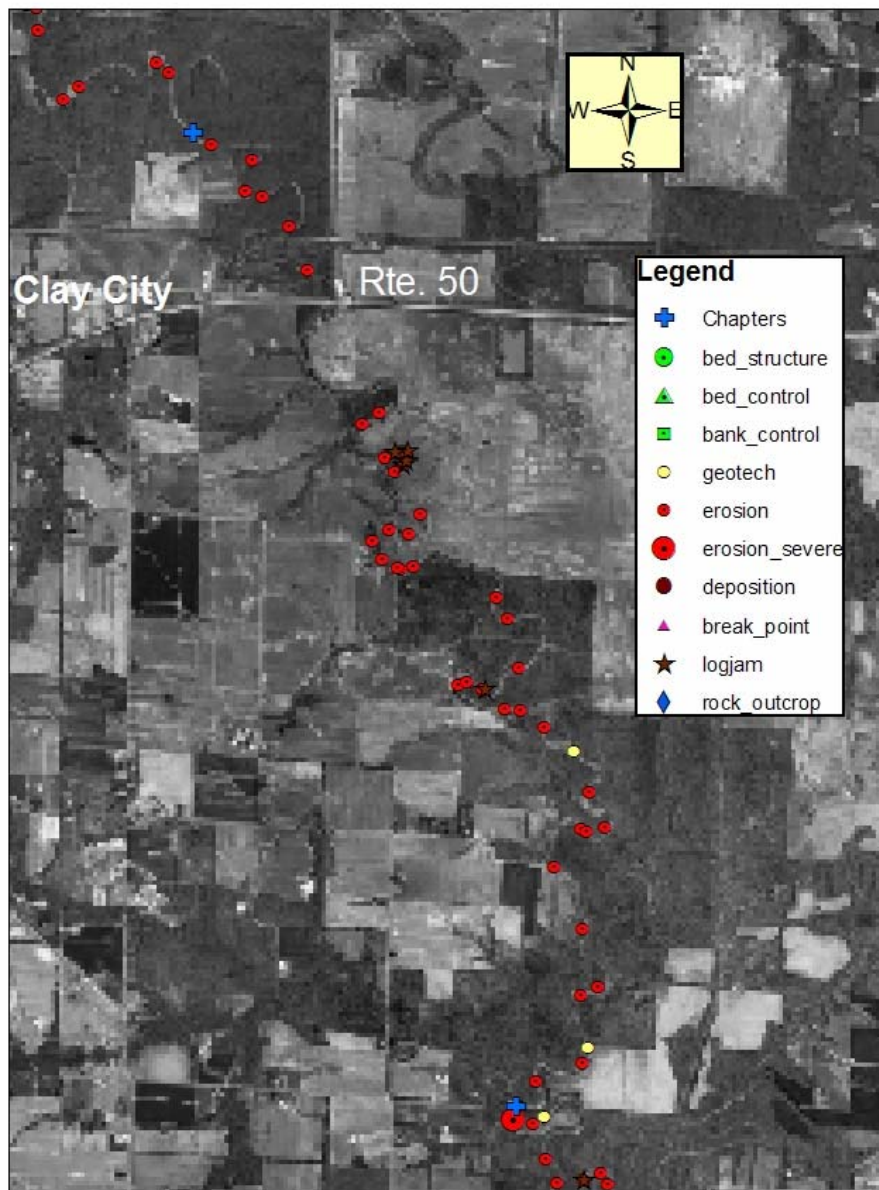 N
W E
S
Clay City
Rte. 50
Legend
Chapters
bed_structure
bed_control
bank_control
geotech
erosion
erosion_severe
deposition
break_point
logjam
rock_outcrop